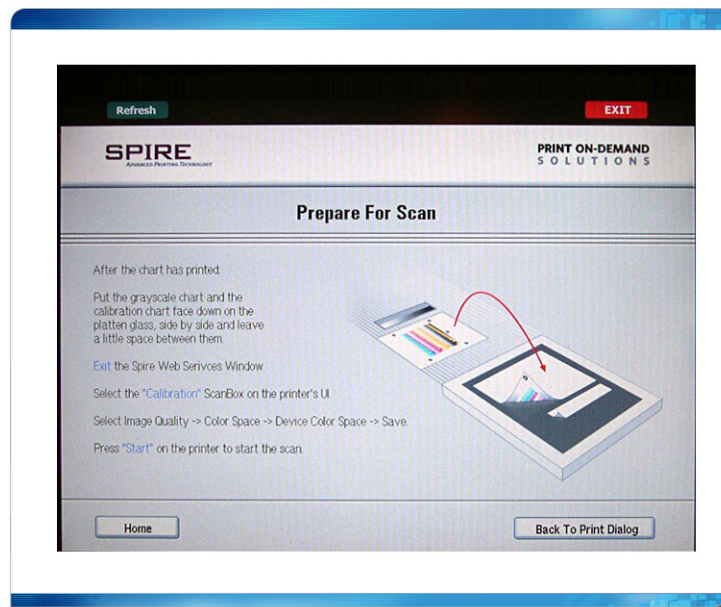 Refresh
EXIT
SPIRE
ADVANCED PRINTING TECHNOLOGY
PRINT ON-DEMAND
SOLUTIONS
Prepare For Scan
After the chart has printed.
Put the grayscale chart and the
calibration chart face down on the
platten glass, side by side and leave
a little space between them.
Exit the Spire Web Serivces Window
Select the "Calibration" ScanBox on the printer's UI.
Select Image Quality -> Color Space -> Device Color Space -> Save.
Press "Start" on the printer to start the scan.
Home
Back To Print Dialog